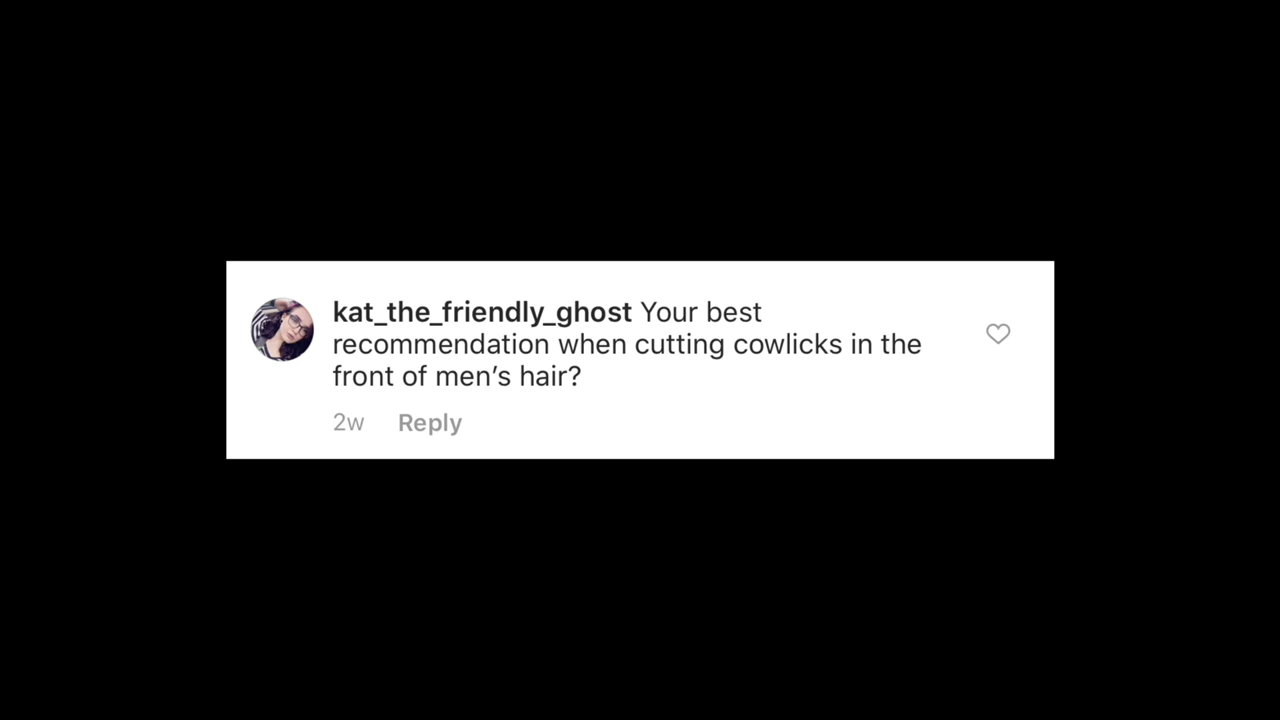 kat_the_friendly_ghost Your best
recommendation when cutting cowlicks in the
front of men’s hair?
2w Reply